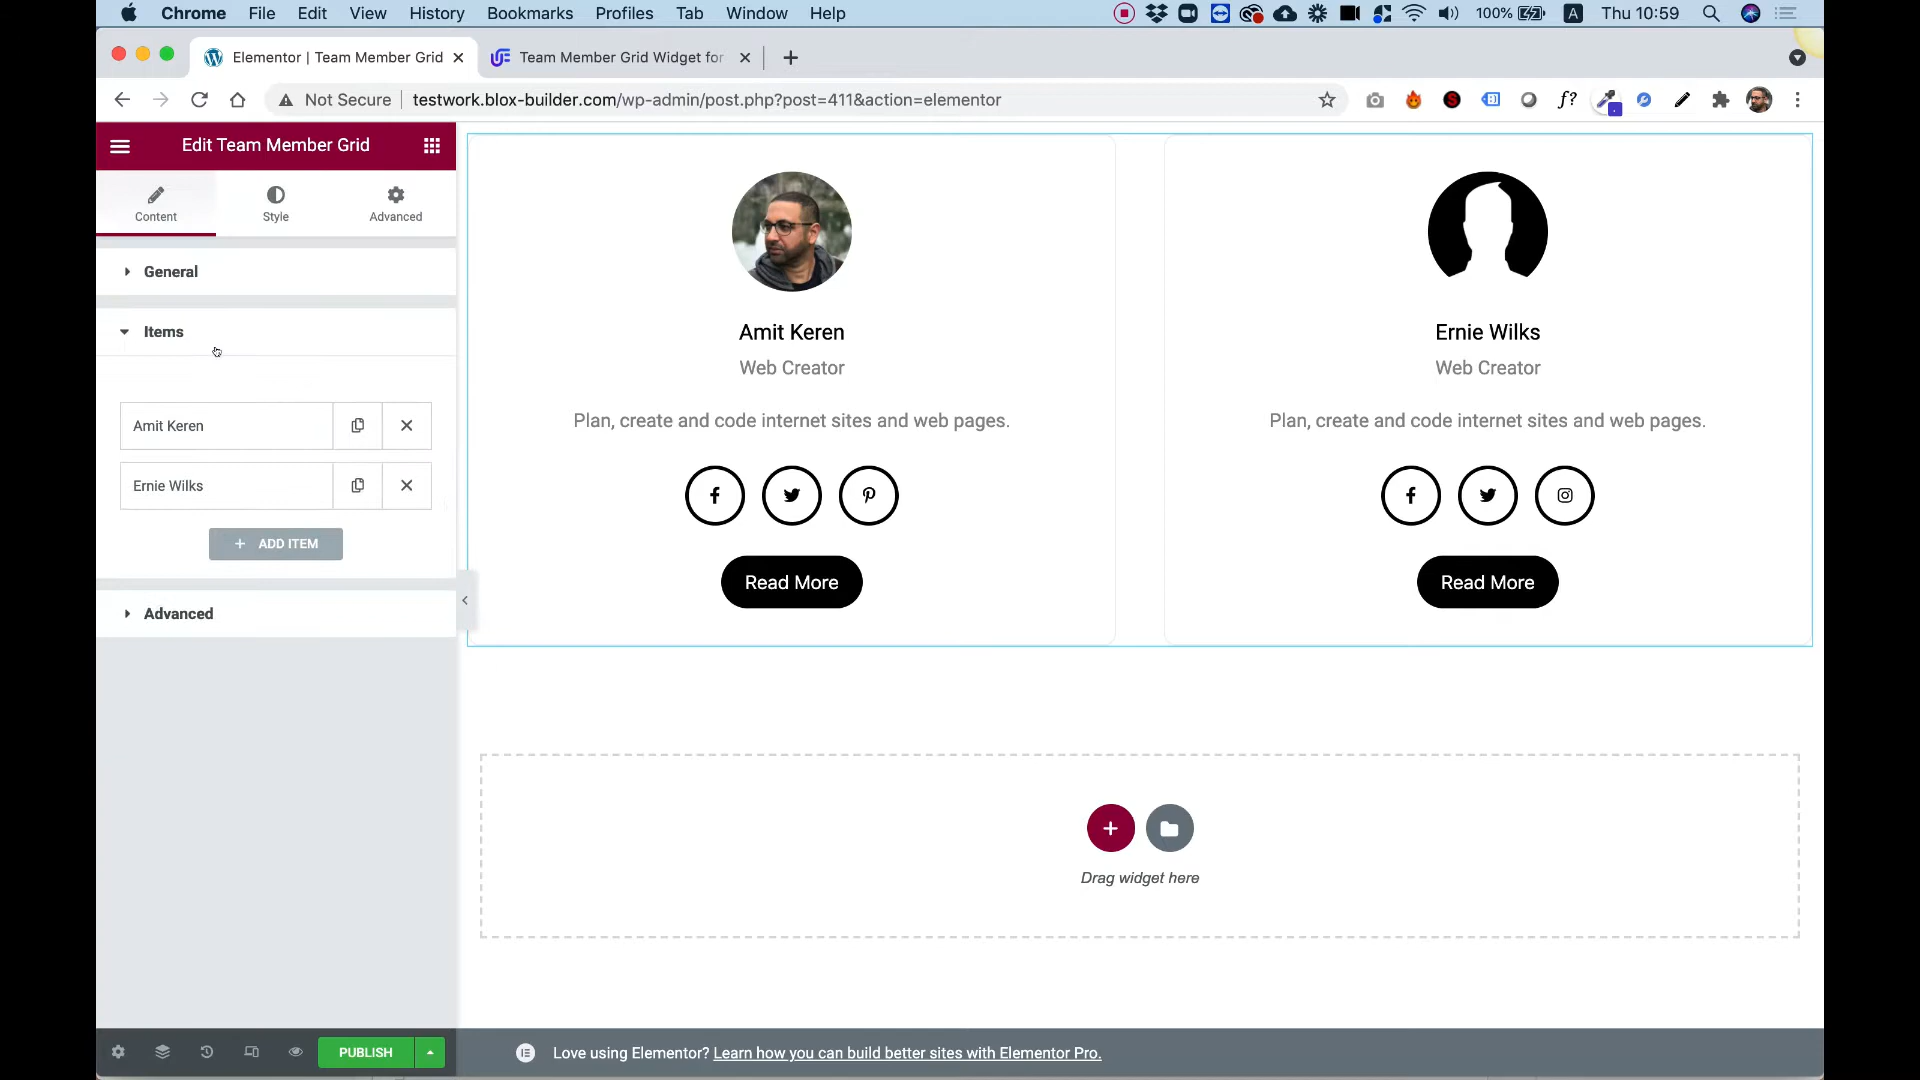 Chrome File Edit View History Bookmarks Profiles Tab Window Help 100% A Thu 10:59
Elementor | Team Member Grid Team Member Grid Widget for
Not Secure testwork.blox-builder.com/wp-admin/post.php?post=411&action=elementor f?
Edit Team Member Grid
Content Style Advanced
General
Items
Amit Keren
Ernie Wilks
+ ADD ITEM
Advanced
PUBLISH
Amit Keren
Web Creator
Plan, create and code internet sites and web pages.
Read More
Ernie Wilks
Web Creator
Plan, create and code internet sites and web pages.
Read More
Drag widget here
Love using Elementor? Learn how you can build better sites with Elementor Pro.